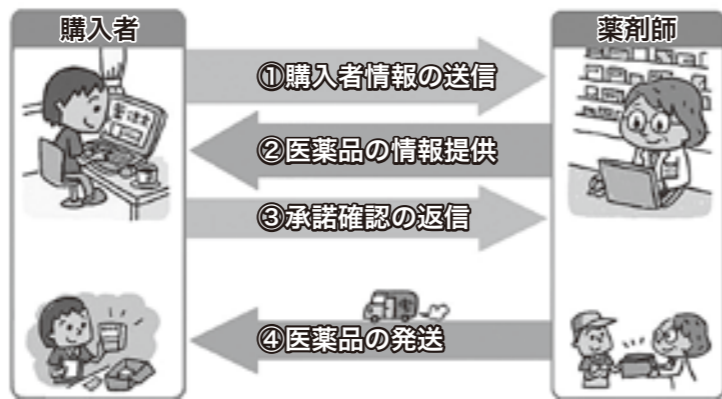 購入者
薬剤師
①購入者情報の送信
②医薬品の情報提供
③承諾確認の返信
④医薬品の発送